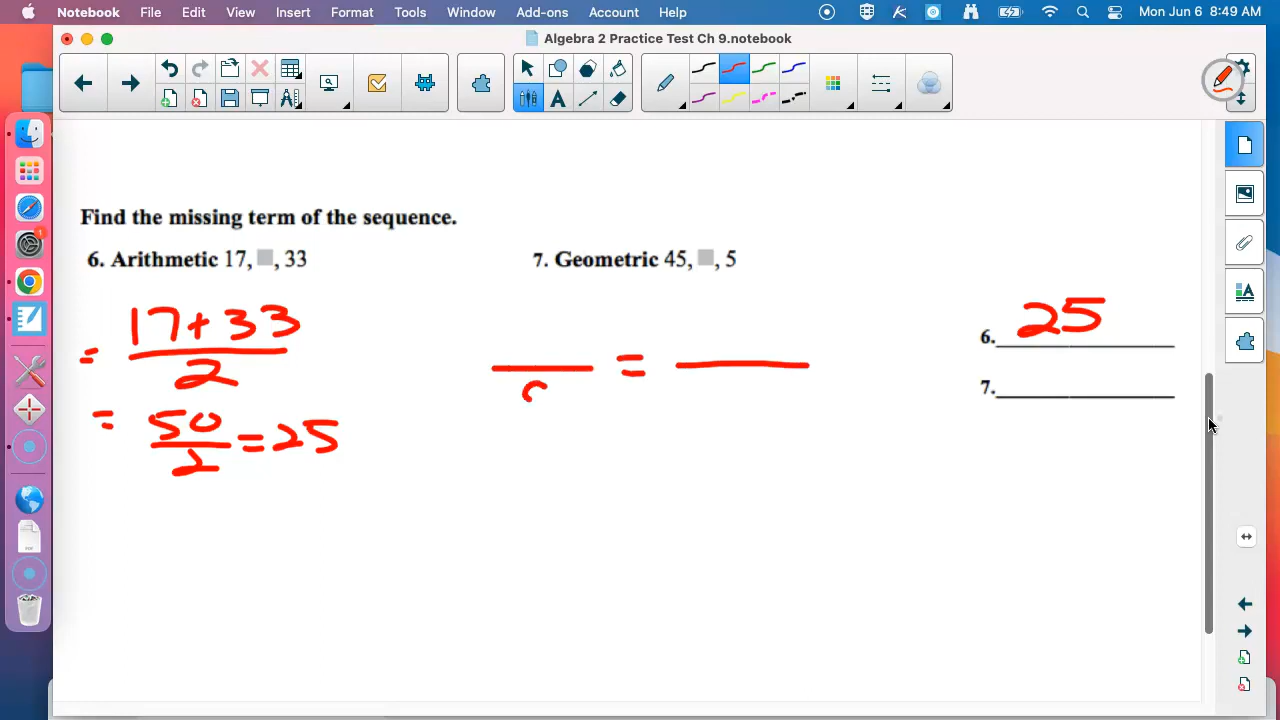 Notebook File Edit View Insert Format Tools Window Add-ons Account Help Mon Jun 6 8:49 AM
Algebra 2 Practice Test Ch 9.notebook
Find the missing term of the sequence.
6. Arithmetic 17, , 33
7. Geometric 45, , 5
= 17+33
2
= 50
2
=25
=
6. 25
7.